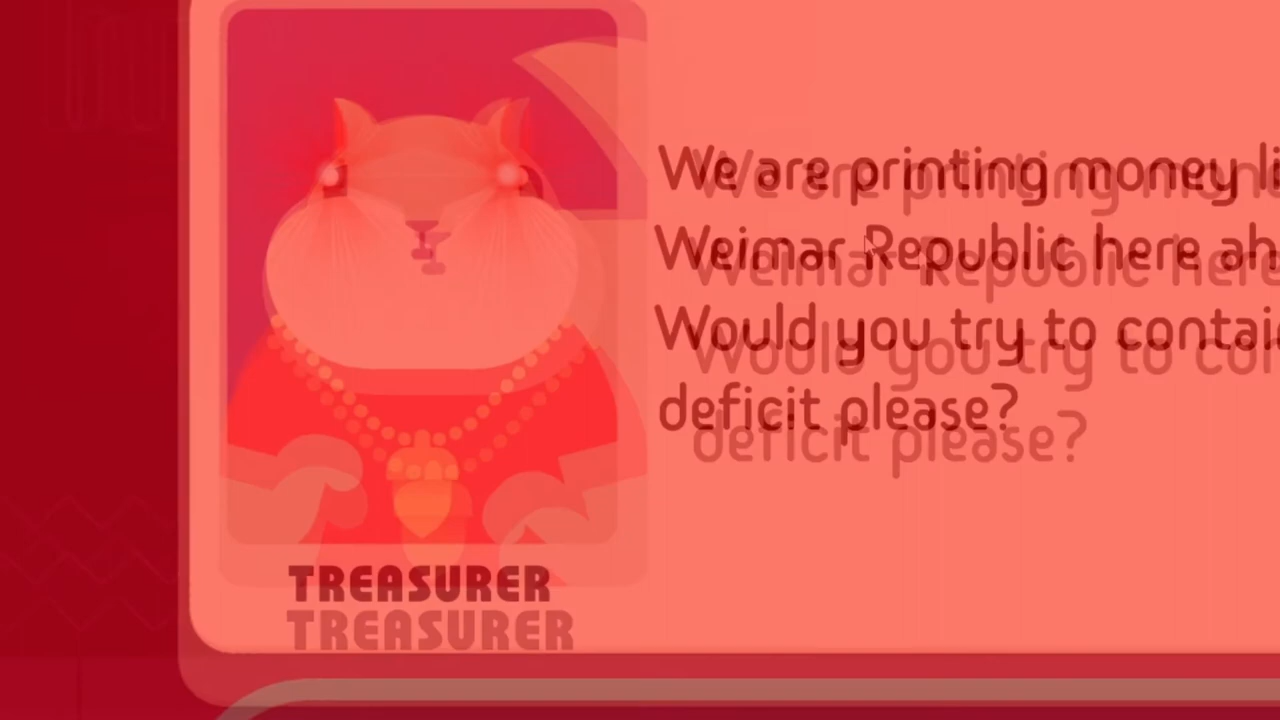 We are printing money
Weimar Republic here
Would you try to
deficit please?
TREASURER